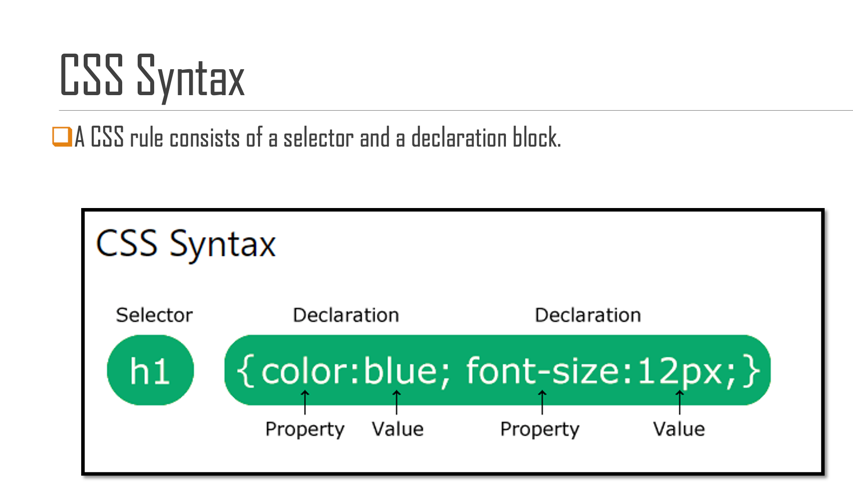 CSS Syntax
A CSS rule consists of a selector and a declaration block.
CSS Syntax
Selector Declaration Declaration
h1 {color:blue; font-size:12px;}
Property Value Property Value